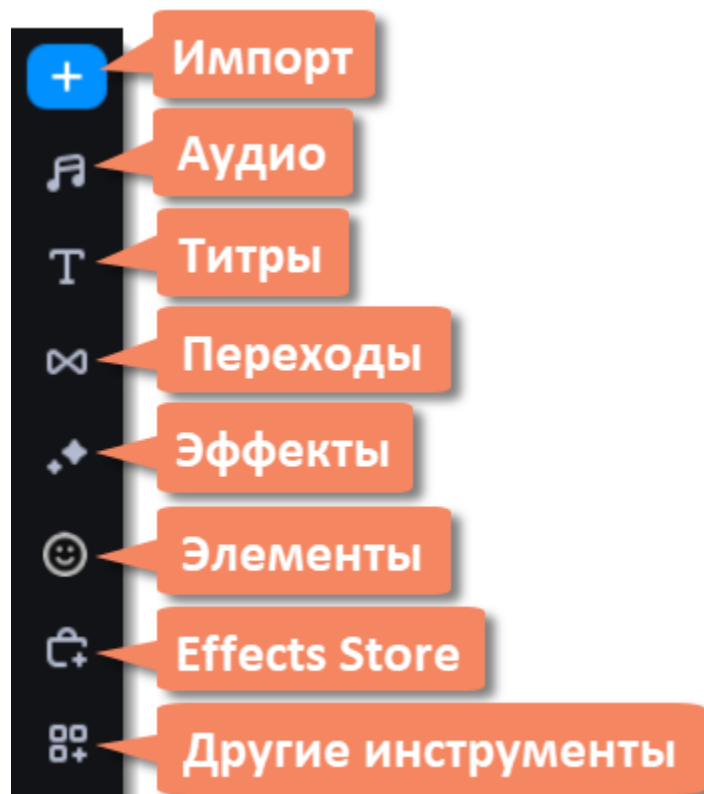 Импорт
Аудио
Титры
Переходы
Эффекты
Элементы
Effects Store
Другие инструменты